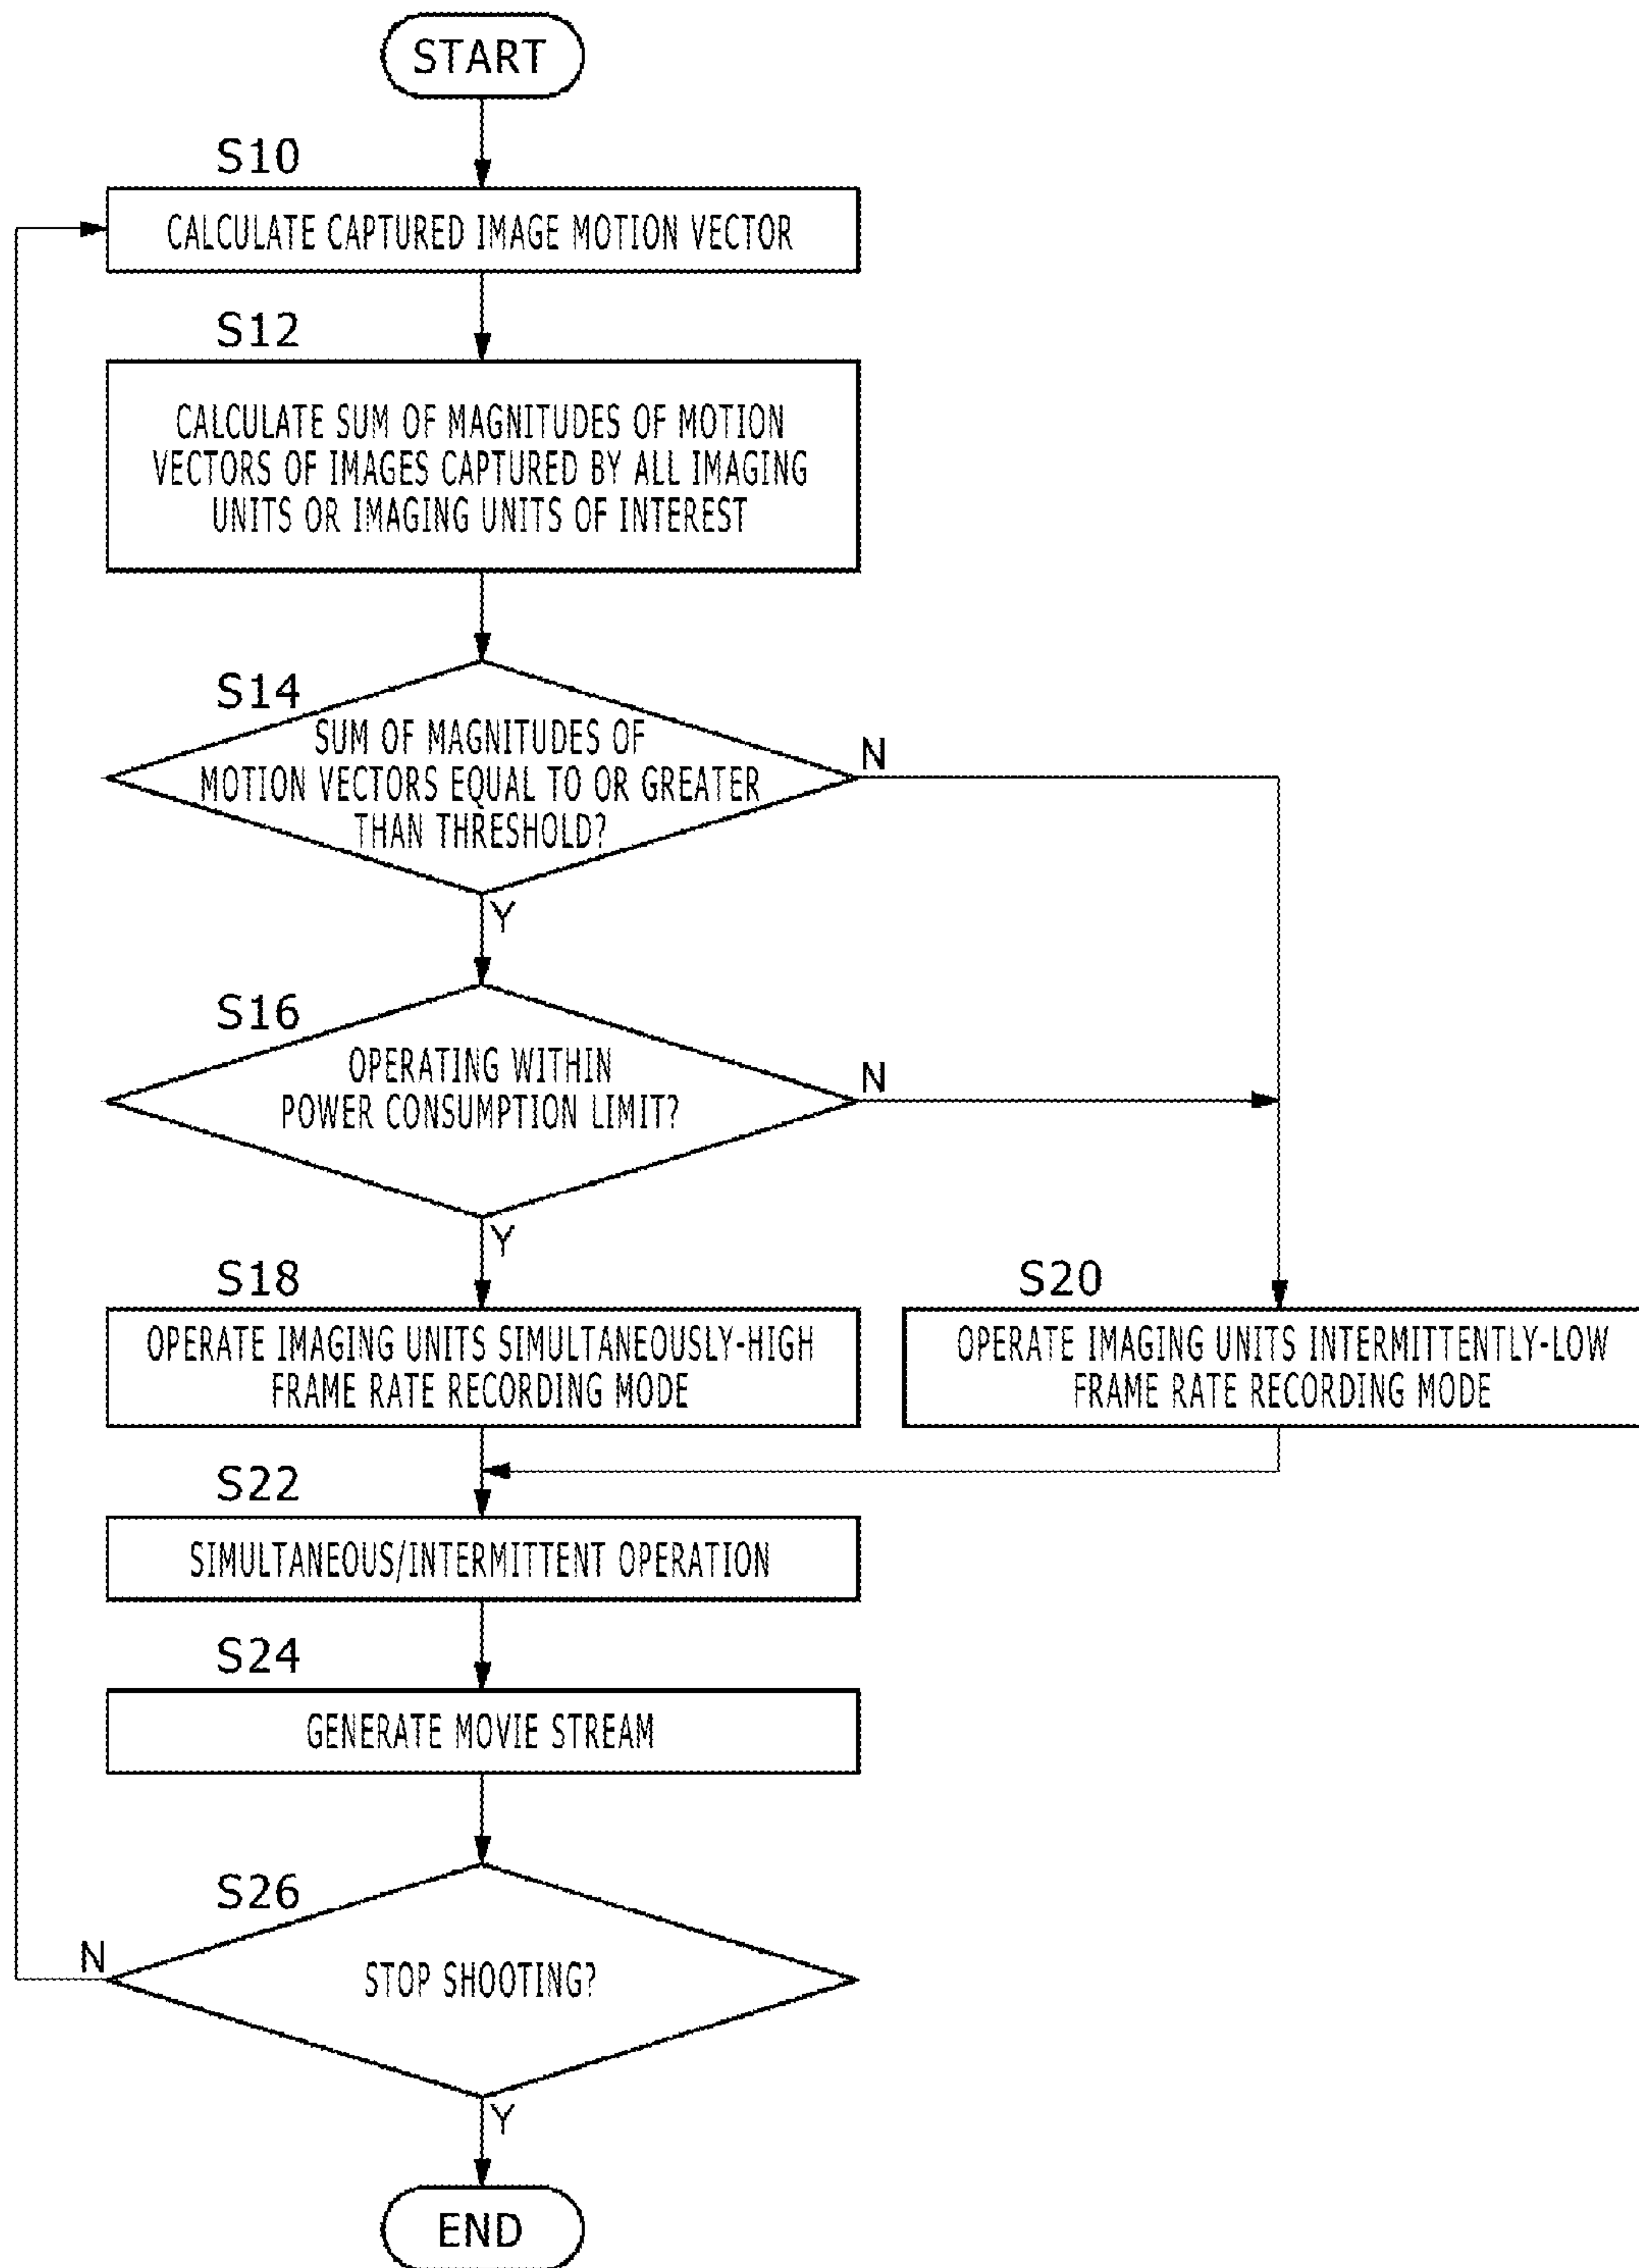 START
S10
CALCULATE CAPTURED IMAGE MOTION VECTOR
S12
CALCULATE SUM OF MAGNITUDES OF MOTION
VECTORS OF IMAGES CAPTURED BY ALL IMAGING
UNITS OR IMAGING UNITS OF INTEREST
S14
SUM OF MAGNITUDES OF
MOTION VECTORS EQUAL TO OR GREATER
THAN THRESHOLD?
N
Y
S16
OPERATING WITHIN
POWER CONSUMPTION LIMIT?
N
Y
S18
OPERATE IMAGING UNITS SIMULTANEOUSLY-HIGH
FRAME RATE RECORDING MODE
S20
OPERATE IMAGING UNITS INTERMITTENTLY-LOW
FRAME RATE RECORDING MODE
S22
SIMULTANEOUS/INTERMITTENT OPERATION
S24
GENERATE MOVIE STREAM
S26
N
STOP SHOOTING?
Y
END